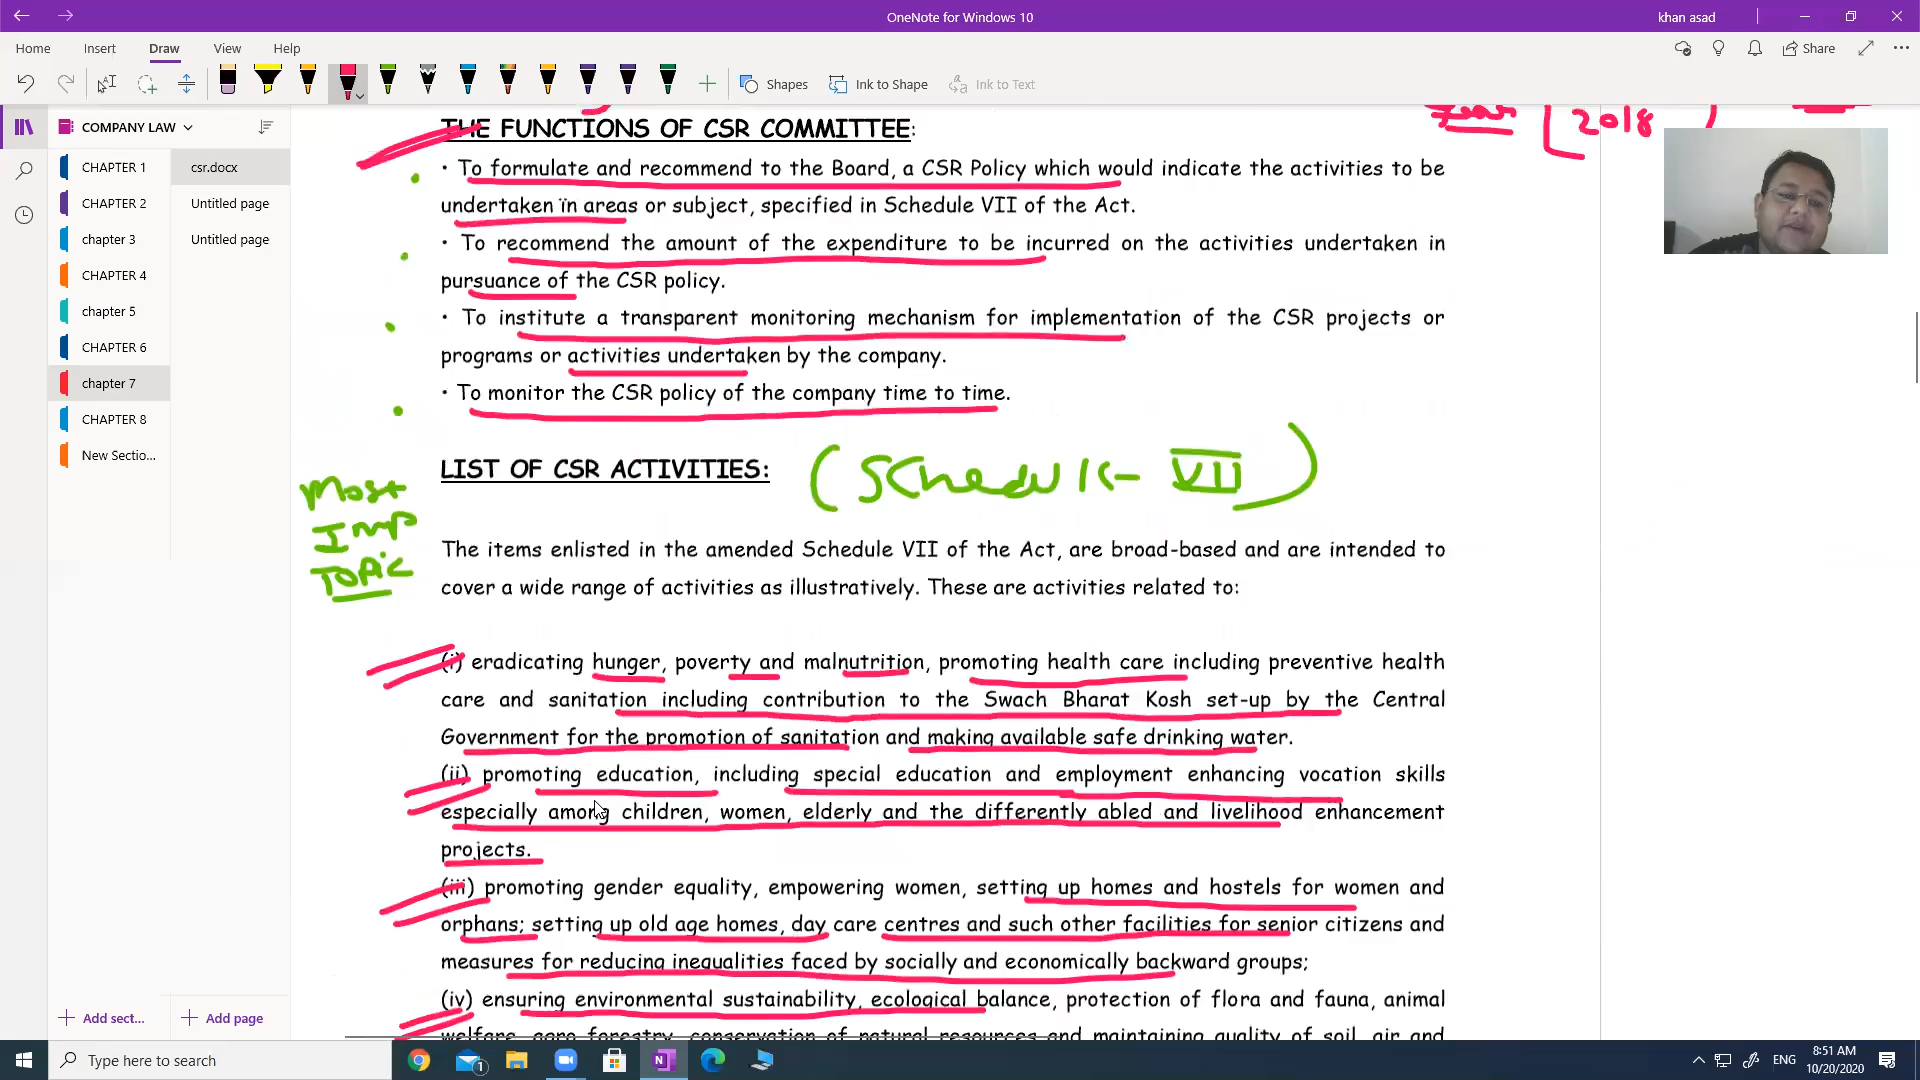 OneNote for Windows 10
khan asad
Home Insert Draw View Help
Share
Shapes Ink to Shape Ink to Text
COMPANY LAW
CHAPTER 1
CHAPTER 2
chapter 3
CHAPTER 4
chapter 5
CHAPTER 6
chapter 7
CHAPTER 8
New Sectio...
csr.docx
Untitled page
Untitled page
Add sect...
Add page
2018
THE FUNCTIONS OF CSR COMMITTEE:
• To formulate and recommend to the Board, a CSR Policy which would indicate the activities to be
undertaken in areas or subject, specified in Schedule VII of the Act.
• To recommend the amount of the expenditure to be incurred on the activities undertaken in
pursuance of the CSR policy.
• To institute a transparent monitoring mechanism for implementation of the CSR projects or
programs or activities undertaken by the company.
• To monitor the CSR policy of the company time to time.
LIST OF CSR ACTIVITIES:
(Schedule- VII)
Most
Imp
Topic
The items enlisted in the amended Schedule VII of the Act, are broad-based and are intended to
cover a wide range of activities as illustratively. These are activities related to:
(i) eradicating hunger, poverty and malnutrition, promoting health care including preventive health
care and sanitation including contribution to the Swach Bharat Kosh set-up by the Central
Government for the promotion of sanitation and making available safe drinking water.
(ii) promoting education, including special education and employment enhancing vocation skills
especially among children, women, elderly and the differently abled and livelihood enhancement
projects.
(iii) promoting gender equality, empowering women, setting up homes and hostels for women and
orphans; setting up old age homes, day care centres and such other facilities for senior citizens and
measures for reducing inequalities faced by socially and economically backward groups;
(iv) ensuring environmental sustainability, ecological balance, protection of flora and fauna, animal
welfare, agro forestry, conservation of natural resources and maintaining quality of soil, air and
Type here to search
1
N
ENG
8:51 AM
10/20/2020